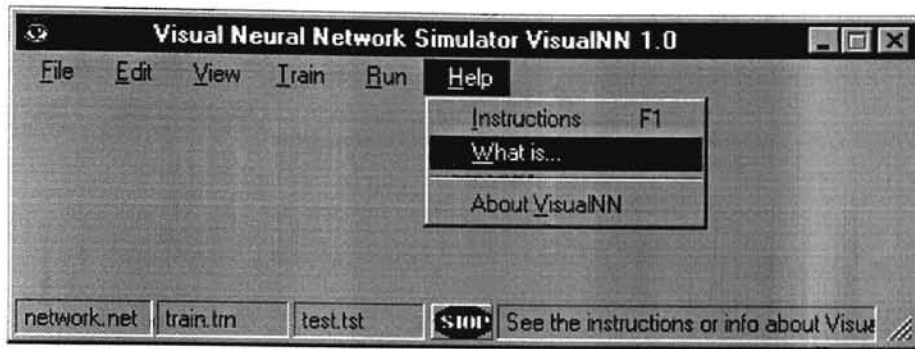 Visual Neural Network Simulator VisualNN 1.0
File Edit View Train Run Help
Instructions F1
What is...
About VisualNN
network.net train.trn test.tst STOP See the instructions or info about Visua